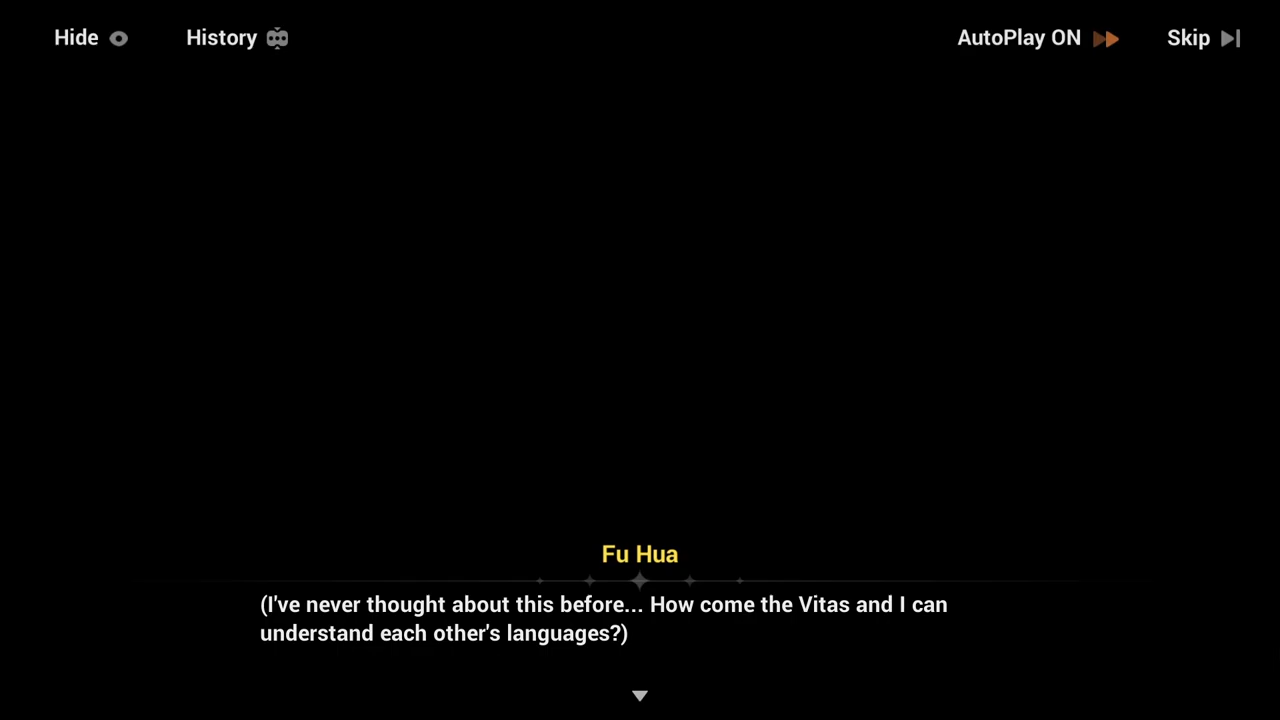 Hide
History
AutoPlay ON
Skip
Fu Hua
(I've never thought about this before... How come the Vitas and I can
understand each other's languages?)